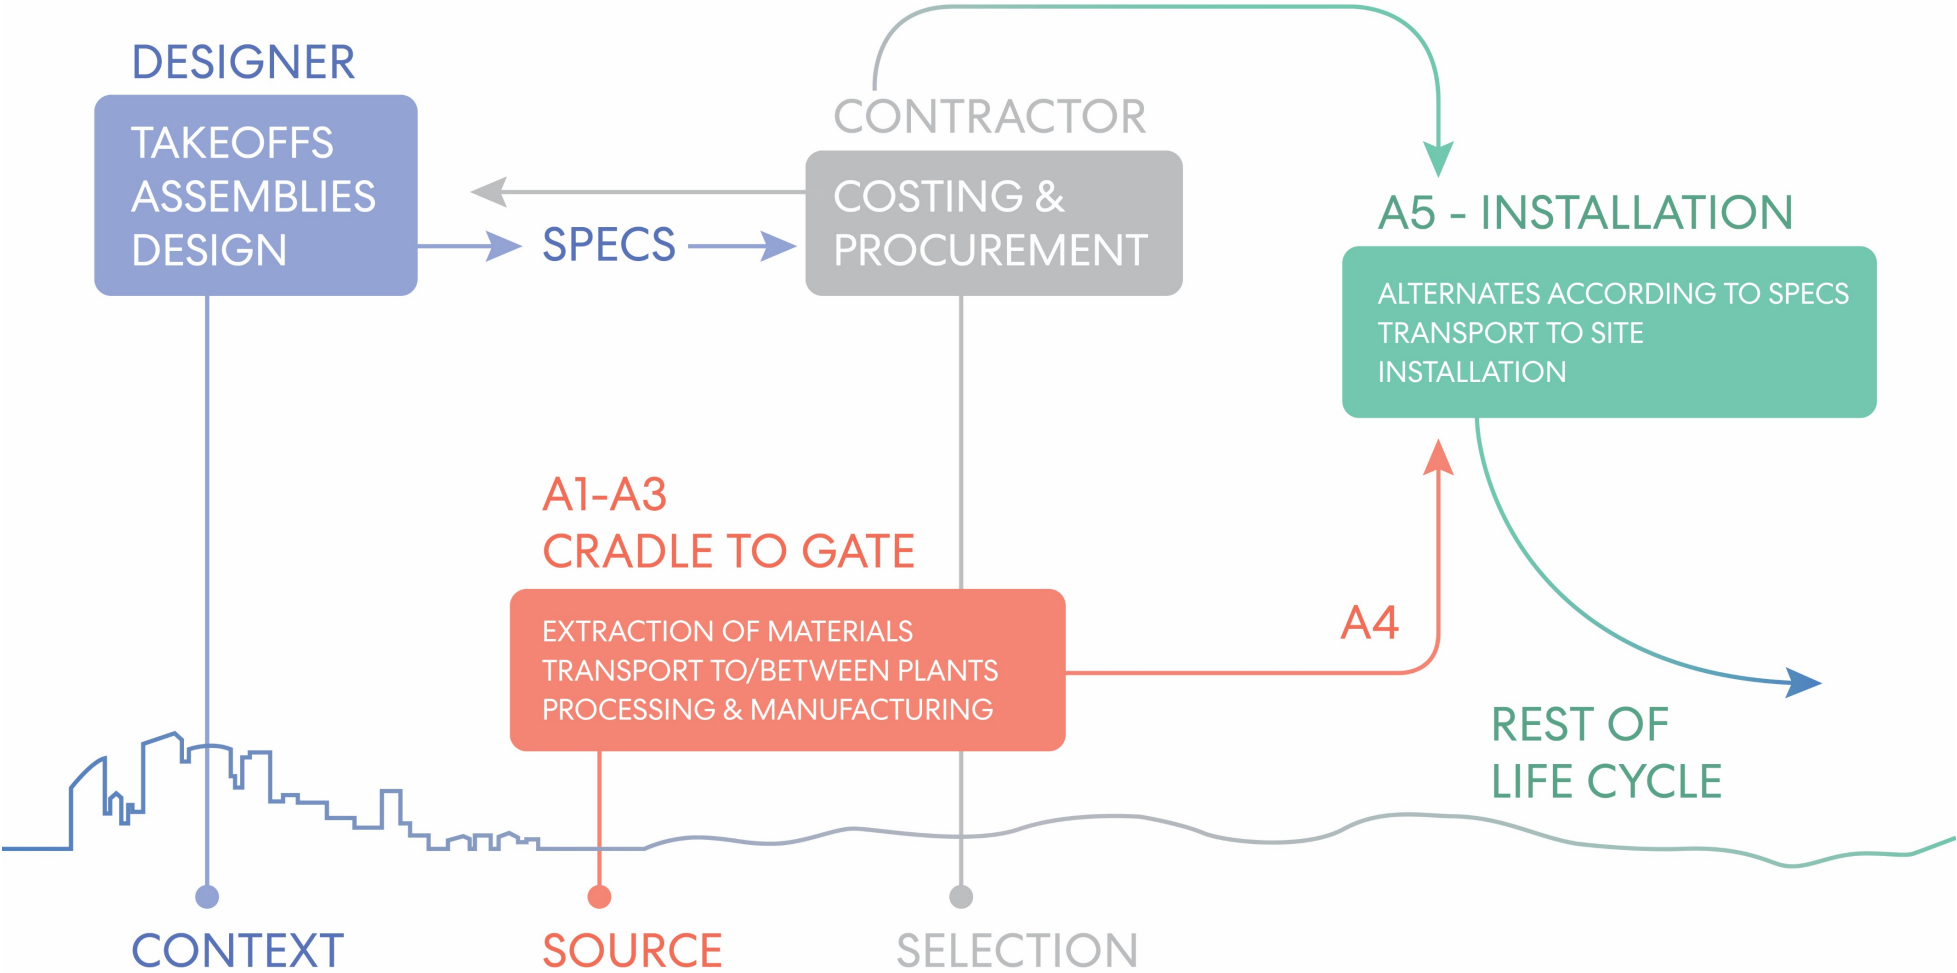 DESIGNER
TAKEOFFS
ASSEMBLIES
DESIGN
SPECS
CONTRACTOR
COSTING &
PROCUREMENT
A5 - INSTALLATION
ALTERNATES ACCORDING TO SPECS
TRANSPORT TO SITE
INSTALLATION
A1-A3
CRADLE TO GATE
EXTRACTION OF MATERIALS
TRANSPORT TO/BETWEEN PLANTS
PROCESSING & MANUFACTURING
A4
REST OF
LIFE CYCLE
CONTEXT
SOURCE
SELECTION